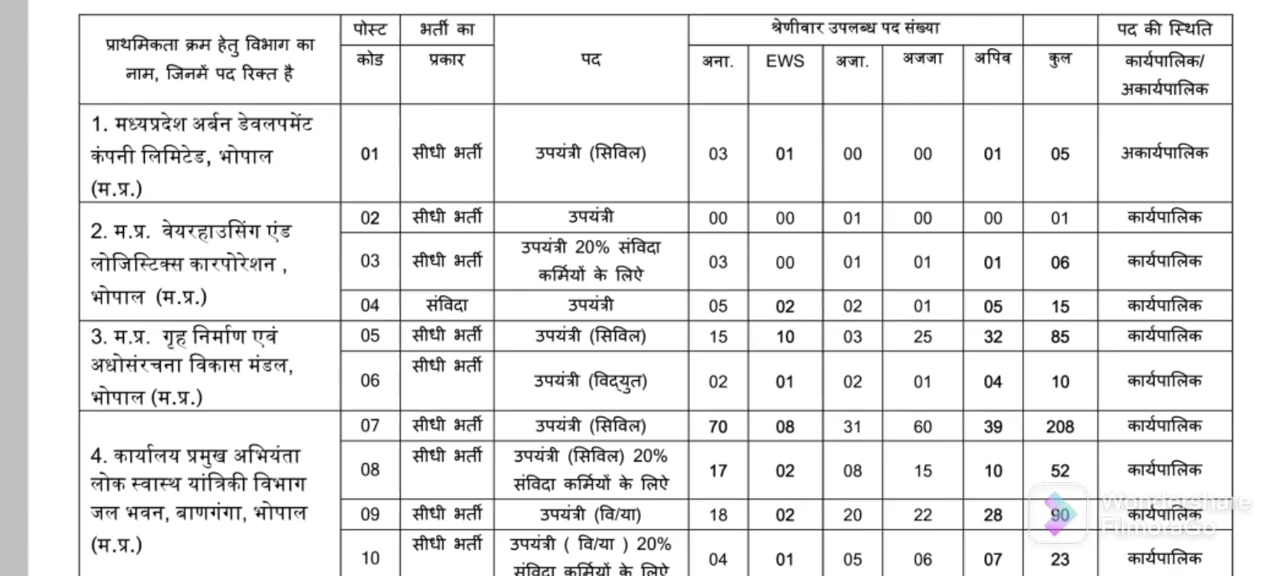 प्राथमिकता क्रम हेतु विभाग का
नाम, जिनमें पद रिक्त है
पोस्ट
कोड
भर्ती का
प्रकार
पद
श्रेणीवार उपलब्ध पद संख्या
अना. EWS अजा. अजजा अपिव कुल
पद की स्थिति
कार्यपालिक/
अकार्यपालिक
1. मध्यप्रदेश अर्बन डेवलपमेंट
कंपनी लिमिटेड, भोपाल
(म.प्र.)
01 सीधी भर्ती उपयंत्री (सिविल) 03 01 00 00 01 05 अकार्यपालिक
2. म.प्र. वेयरहाउसिंग एंड
लोजिस्टिक्स कारपोरेशन ,
भोपाल (म.प्र.)
02 सीधी भर्ती उपयंत्री 00 00 01 00 00 01 कार्यपालिक
03 सीधी भर्ती उपयंत्री 20% संविदा
कर्मियों के लिऐ
03 00 01 01 01 06 कार्यपालिक
04 संविदा उपयंत्री 05 02 02 01 05 15 कार्यपालिक
3. म.प्र. गृह निर्माण एवं
अधोसंरचना विकास मंडल,
भोपाल (म.प्र.)
05 सीधी भर्ती उपयंत्री (सिविल) 15 10 03 25 32 85 कार्यपालिक
06 सीधी भर्ती उपयंत्री (विद्युत) 02 01 02 01 04 10 कार्यपालिक
4. कार्यालय प्रमुख अभियंता
लोक स्वास्थ यांत्रिकी विभाग
जल भवन, बाणगंगा, भोपाल
(म.प्र.)
07 सीधी भर्ती उपयंत्री (सिविल) 70 08 31 60 39 208 कार्यपालिक
08 सीधी भर्ती उपयंत्री (सिविल) 20%
संविदा कर्मियों के लिऐ
17 02 08 15 10 52 कार्यपालिक
09 सीधी भर्ती उपयंत्री (वि/या) 18 02 20 22 28 90 कार्यपालिक
10 सीधी भर्ती उपयंत्री ( वि/या ) 20%
संविदा कर्मियों के लिऐ
04 01 05 06 07 23 कार्यपालिक
Wondershare
FilmoraGo